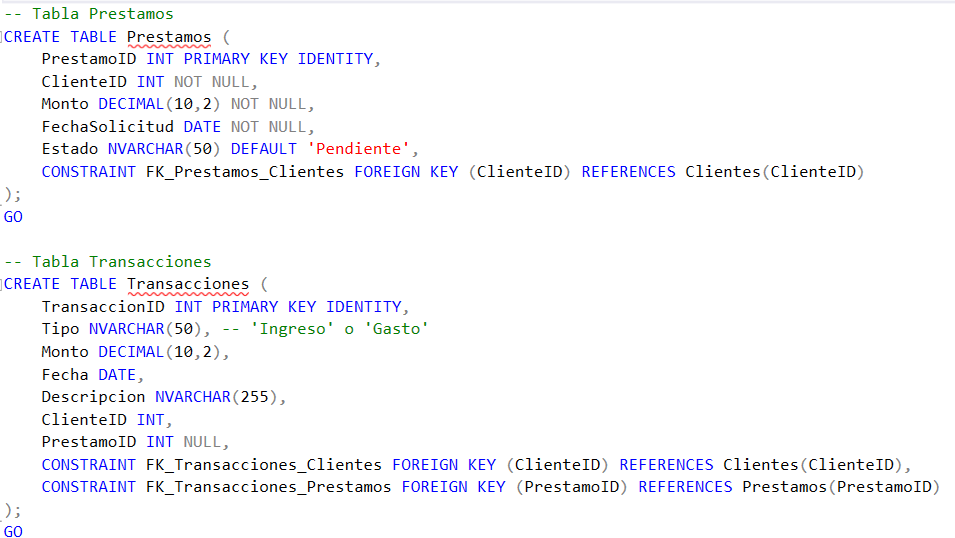 -- Tabla Prestamos
CREATE TABLE Prestamos (
    PrestamoID INT PRIMARY KEY IDENTITY,
    ClienteID INT NOT NULL,
    Monto DECIMAL(10,2) NOT NULL,
    FechaSolicitud DATE NOT NULL,
    Estado NVARCHAR(50) DEFAULT 'Pendiente',
    CONSTRAINT FK_Prestamos_Clientes FOREIGN KEY (ClienteID) REFERENCES Clientes(ClienteID)
);
GO

-- Tabla Transacciones
CREATE TABLE Transacciones (
    TransaccionID INT PRIMARY KEY IDENTITY,
    Tipo NVARCHAR(50), -- 'Ingreso' o 'Gasto'
    Monto DECIMAL(10,2),
    Fecha DATE,
    Descripcion NVARCHAR(255),
    ClienteID INT,
    PrestamoID INT NULL,
    CONSTRAINT FK_Transacciones_Clientes FOREIGN KEY (ClienteID) REFERENCES Clientes(ClienteID),
    CONSTRAINT FK_Transacciones_Prestamos FOREIGN KEY (PrestamoID) REFERENCES Prestamos(PrestamoID)
);
GO